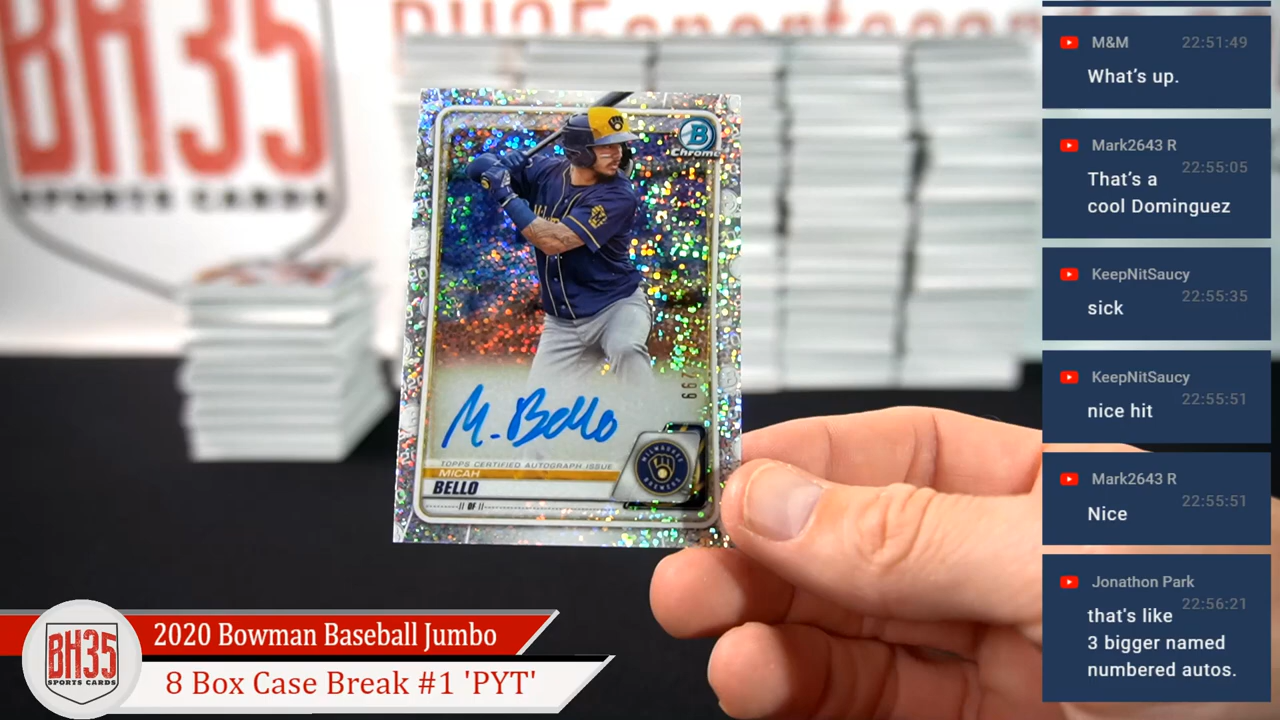 BH35
SPORTS CARDS
M&M 22:51:49
What's up.
Mark2643 R
22:55:05
That's a
cool Dominguez
KeepNitSaucy
22:55:35
sick
KeepNitSaucy
22:55:51
nice hit
Mark2643 R
22:55:51
Nice
Jonathon Park
22:56:21
that's like
3 bigger named
numbered autos.
B
Chrome
M. Bello
TOPPS CERTIFIED AUTOGRAPH ISSUE
MICAH
BELLO
OF
MILWAUKEE
BREWERS
BH35
SPORTS CARDS
2020 Bowman Baseball Jumbo
8 Box Case Break #1 'PYT'